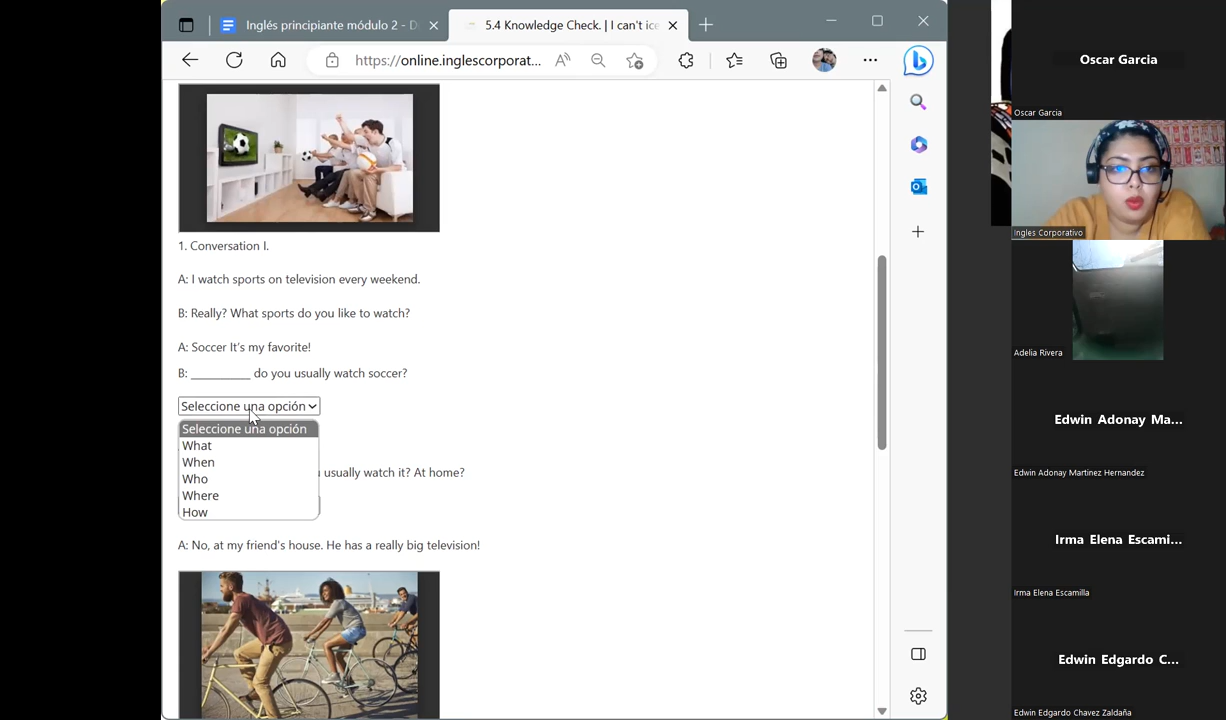 Inglés principiante módulo 2 - D
5.4 Knowledge Check. | I can't ice
https://online.inglescorporat...
1. Conversation I.
A: I watch sports on television every weekend.
B: Really? What sports do you like to watch?
A: Soccer It's my favorite!
B: __________ do you usually watch soccer?
Seleccione una opción
Seleccione una opción
What
When
Who
Where
How
usually watch it? At home?
A: No, at my friend's house. He has a really big television!
Oscar Garcia
Oscar Garcia
Ingles Corporativo
Adelia Rivera
Edwin Adonay Ma...
Edwin Adonay Martinez Hernandez
Irma Elena Escami...
Irma Elena Escamilla
Edwin Edgardo C...
Edwin Edgardo Chavez Zaldaña